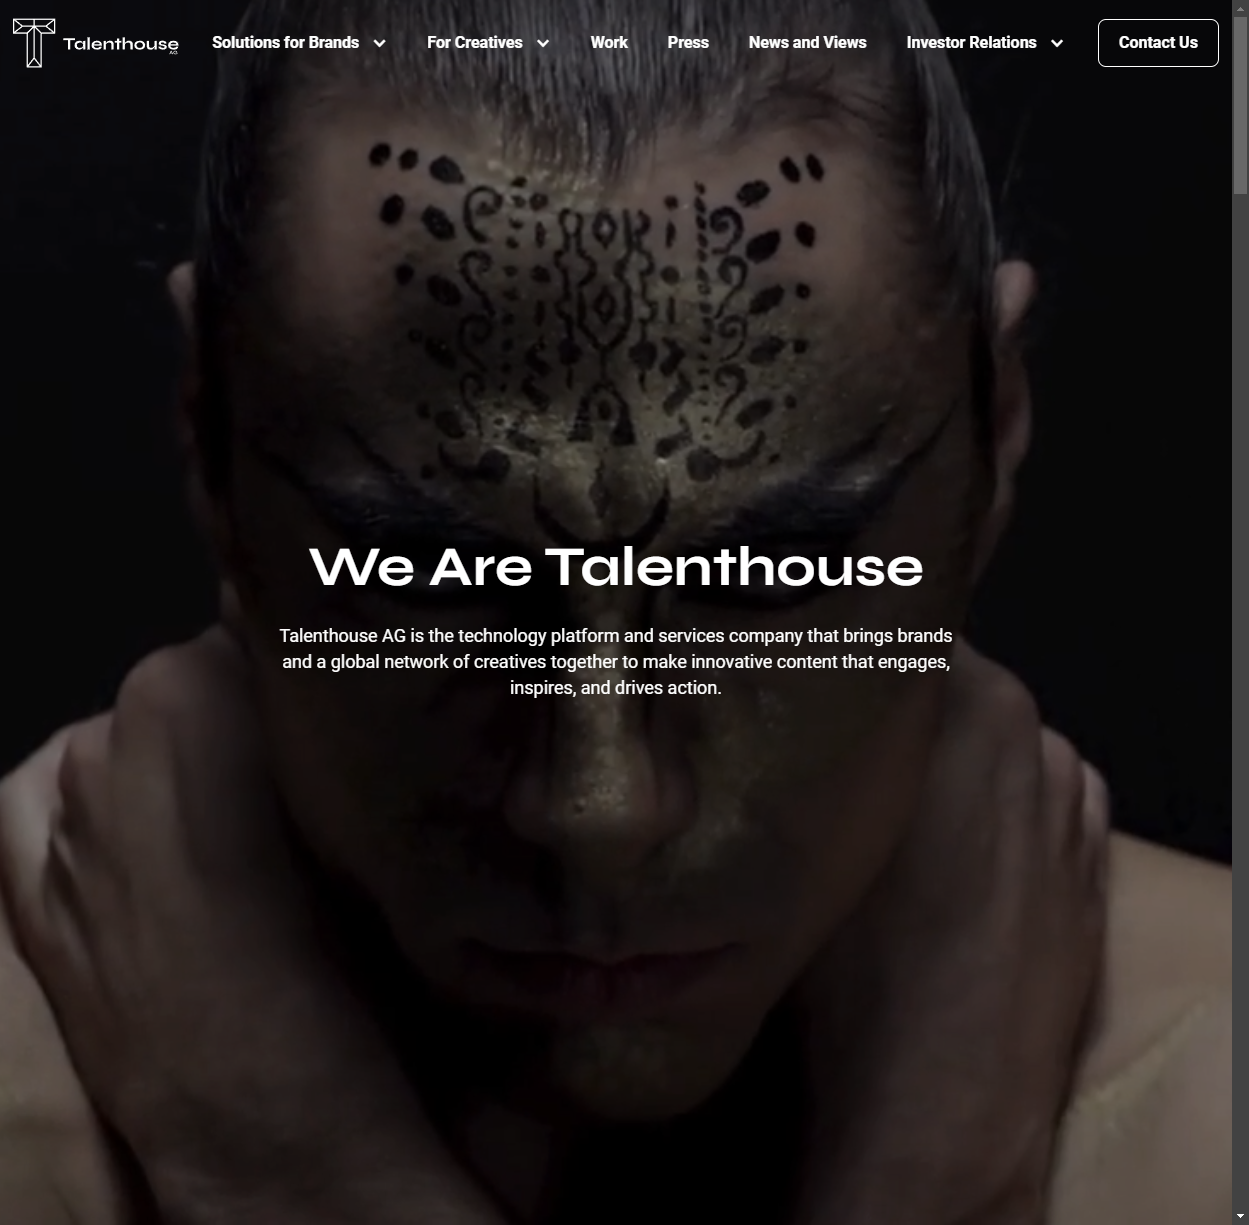 Talenthouse
AG
Solutions for Brands
For Creatives
Work
Press
News and Views
Investor Relations
Contact Us
We Are Talenthouse
Talenthouse AG is the technology platform and services company that brings brands
and a global network of creatives together to make innovative content that engages,
inspires, and drives action.